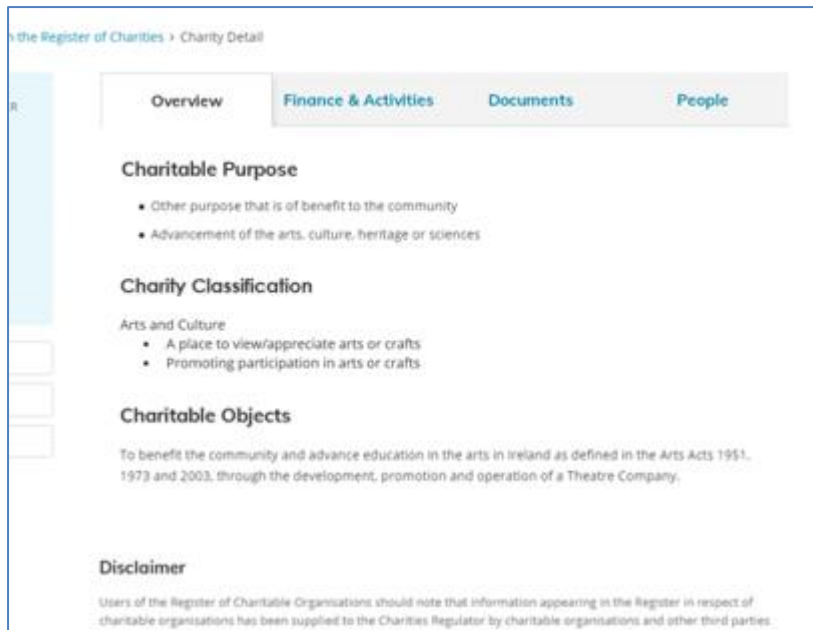 the Register of Charities › Charity Detail
R
Overview Finance & Activities Documents People
Charitable Purpose
• Other purpose that is of benefit to the community
• Advancement of the arts, culture, heritage or sciences
Charity Classification
Arts and Culture
• A place to view/appreciate arts or crafts
• Promoting participation in arts or crafts
Charitable Objects
To benefit the community and advance education in the arts in Ireland as defined in the Arts Acts 1951,
1973 and 2003, through the development, promotion and operation of a Theatre Company.
Disclaimer
Users of the Register of Charitable Organisations should note that information appearing in the Register in respect of
charitable organisations has been supplied to the Charities Regulator by charitable organisations and other third parties